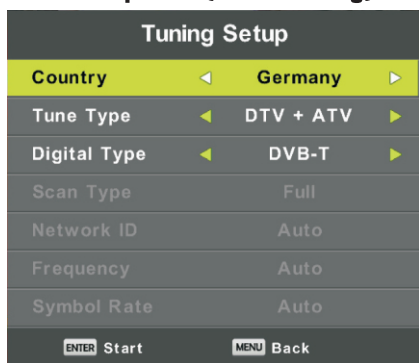 Tuning Setup
Country Germany
Tune Type DTV + ATV
Digital Type DVB-T
Scan Type Full
Network ID Auto
Frequency Auto
Symbol Rate Auto
ENTER Start MENU Back